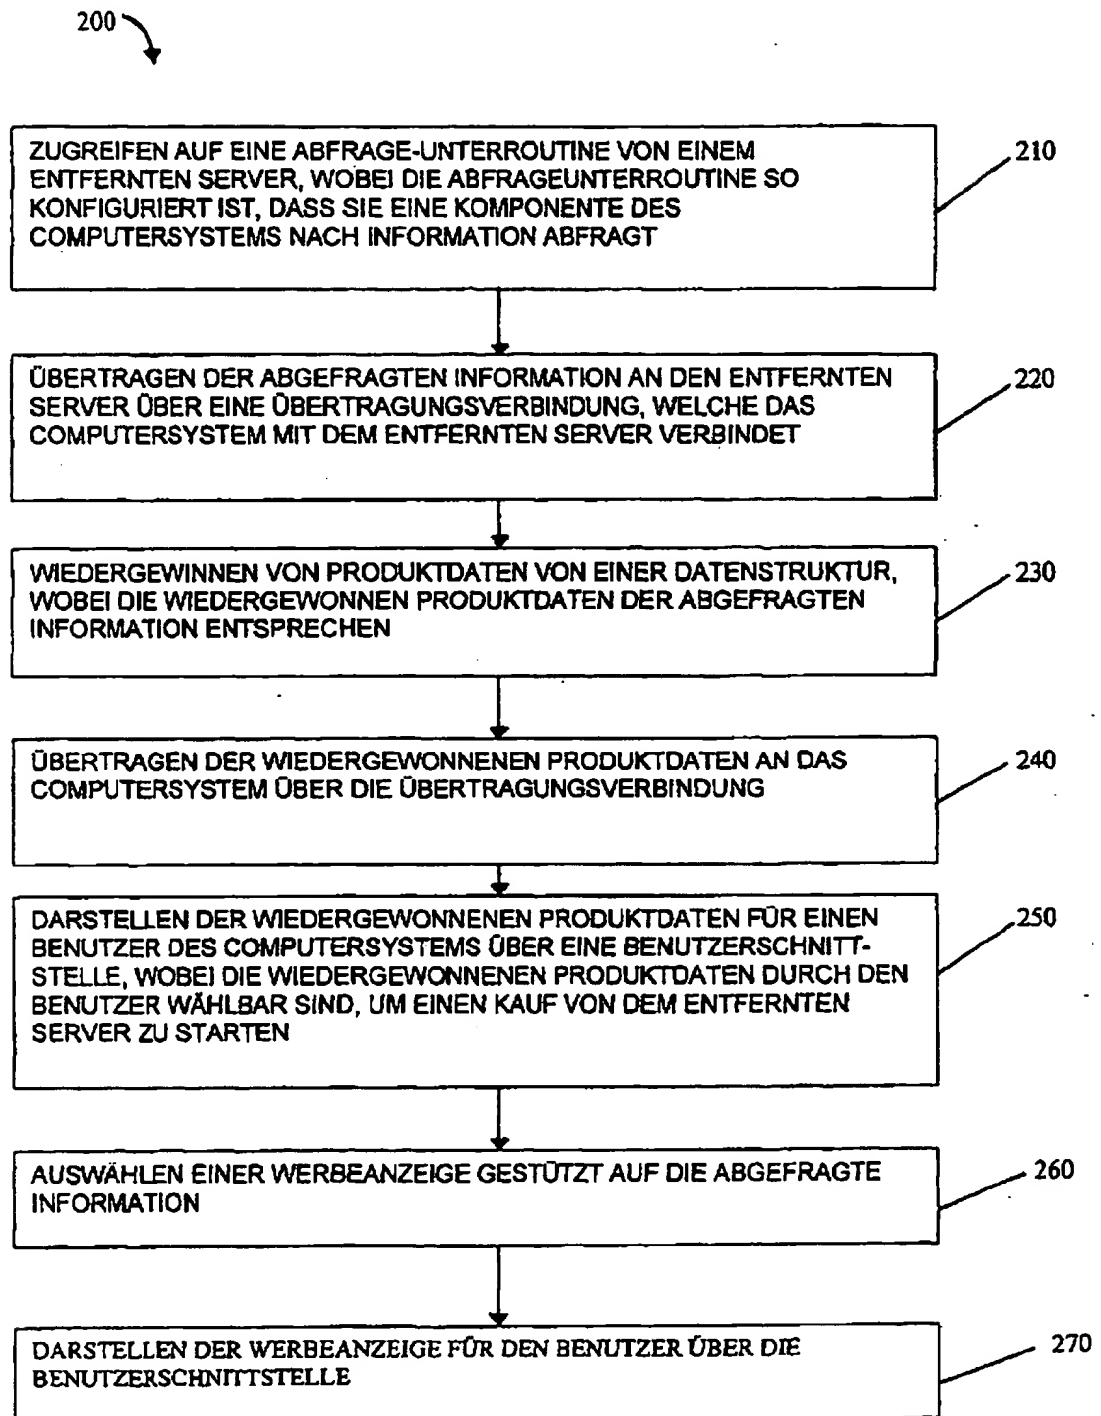 200
ZUGREIFEN AUF EINE ABFRAGE-UNTERROUTINE VON EINEM
ENTFERNTEN SERVER, WOBEI DIE ABFRAGEUNTERROUTINE SO
KONFIGURIERT IST, DASS SIE EINE KOMPONENTE DES
COMPUTERSYSTEMS NACH INFORMATION ABFRAGT
210
ÜBERTRAGEN DER ABGEFRAGTEN INFORMATION AN DEN ENTFERNTEN
SERVER ÜBER EINE ÜBERTRAGUNGSVERBINDUNG, WELCHE DAS
COMPUTERSYSTEM MIT DEM ENTFERNTEN SERVER VERBINDET
220
WIEDERGEWINNEN VON PRODUKTDATEN VON EINER DATENSTRUKTUR,
WOBEI DIE WIEDERGEWONNEN PRODUKTDATEN DER ABGEFRAGTEN
INFORMATION ENTSPRECHEN
230
ÜBERTRAGEN DER WIEDERGEWONNENEN PRODUKTDATEN AN DAS
COMPUTERSYSTEM ÜBER DIE ÜBERTRAGUNGSVERBINDUNG
240
DARSTELLEN DER WIEDERGEWONNENEN PRODUKTDATEN FÜR EINEN
BENUTZER DES COMPUTERSYSTEMS ÜBER EINE BENUTZERSCHNITT-
STELLE, WOBEI DIE WIEDERGEWONNENEN PRODUKTDATEN DURCH DEN
BENUTZER WÄHLBAR SIND, UM EINEN KAUF VON DEM ENTFERNTEN
SERVER ZU STARTEN
250
AUSWÄHLEN EINER WERBEANZEIGE GESTÜTZT AUF DIE ABGEFRAGTE
INFORMATION
260
DARSTELLEN DER WERBEANZEIGE FÜR DEN BENUTZER ÜBER DIE
BENUTZERSCHNITTSTELLE
270